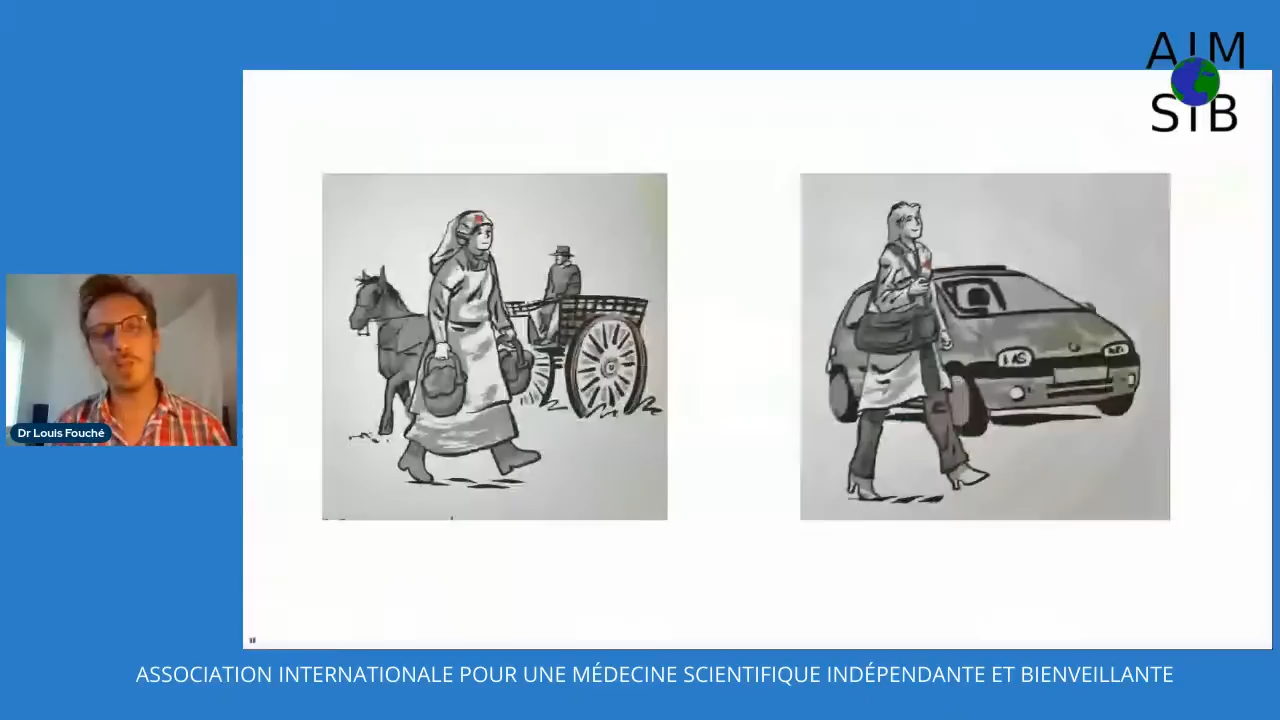 AIM
SIB
Dr Louis Fouché
ASSOCIATION INTERNATIONALE POUR UNE MÉDECINE SCIENTIFIQUE INDÉPENDANTE ET BIENVEILLANTE